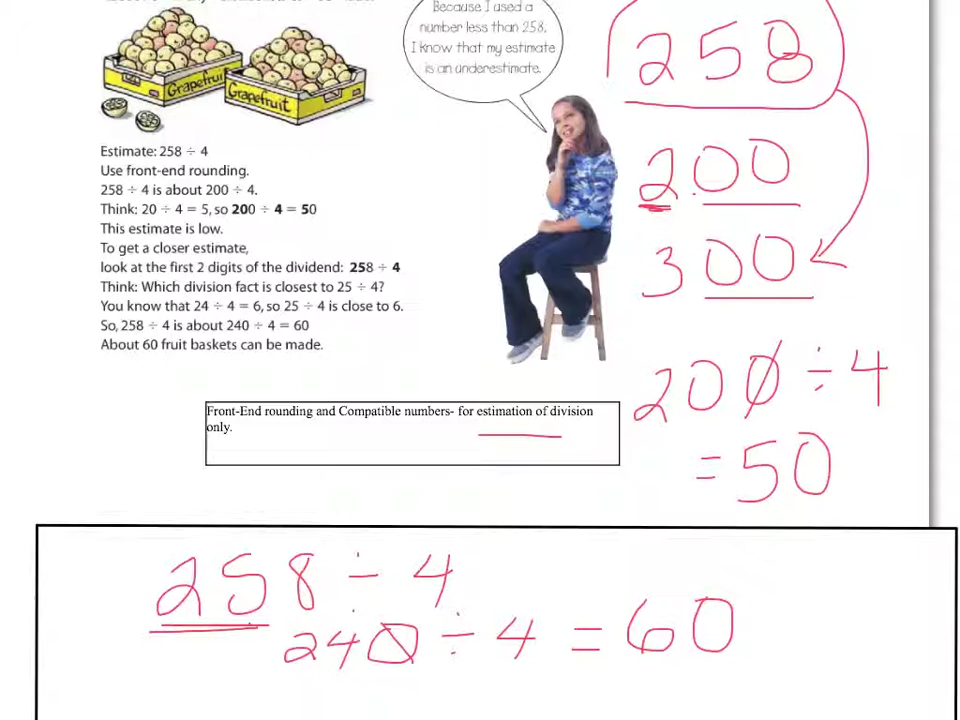 Because I used a
number less than 258,
I know that my estimate
is an underestimate.
Grapefruit
Grapefruit
Estimate: 258 ÷ 4
Use front-end rounding.
258 ÷ 4 is about 200 ÷ 4.
Think: 20 ÷ 4 = 5, so 200 ÷ 4 = 50
This estimate is low.
To get a closer estimate,
look at the first 2 digits of the dividend: 258 ÷ 4
Think: Which division fact is closest to 25 ÷ 4?
You know that 24 ÷ 4 = 6, so 25 ÷ 4 is close to 6.
So, 258 ÷ 4 is about 240 ÷ 4 = 60
About 60 fruit baskets can be made.
Front-End rounding and Compatible numbers- for estimation of division
only.
258
200
300
200 ÷ 4
= 50
258 ÷ 4
240 ÷ 4 = 60